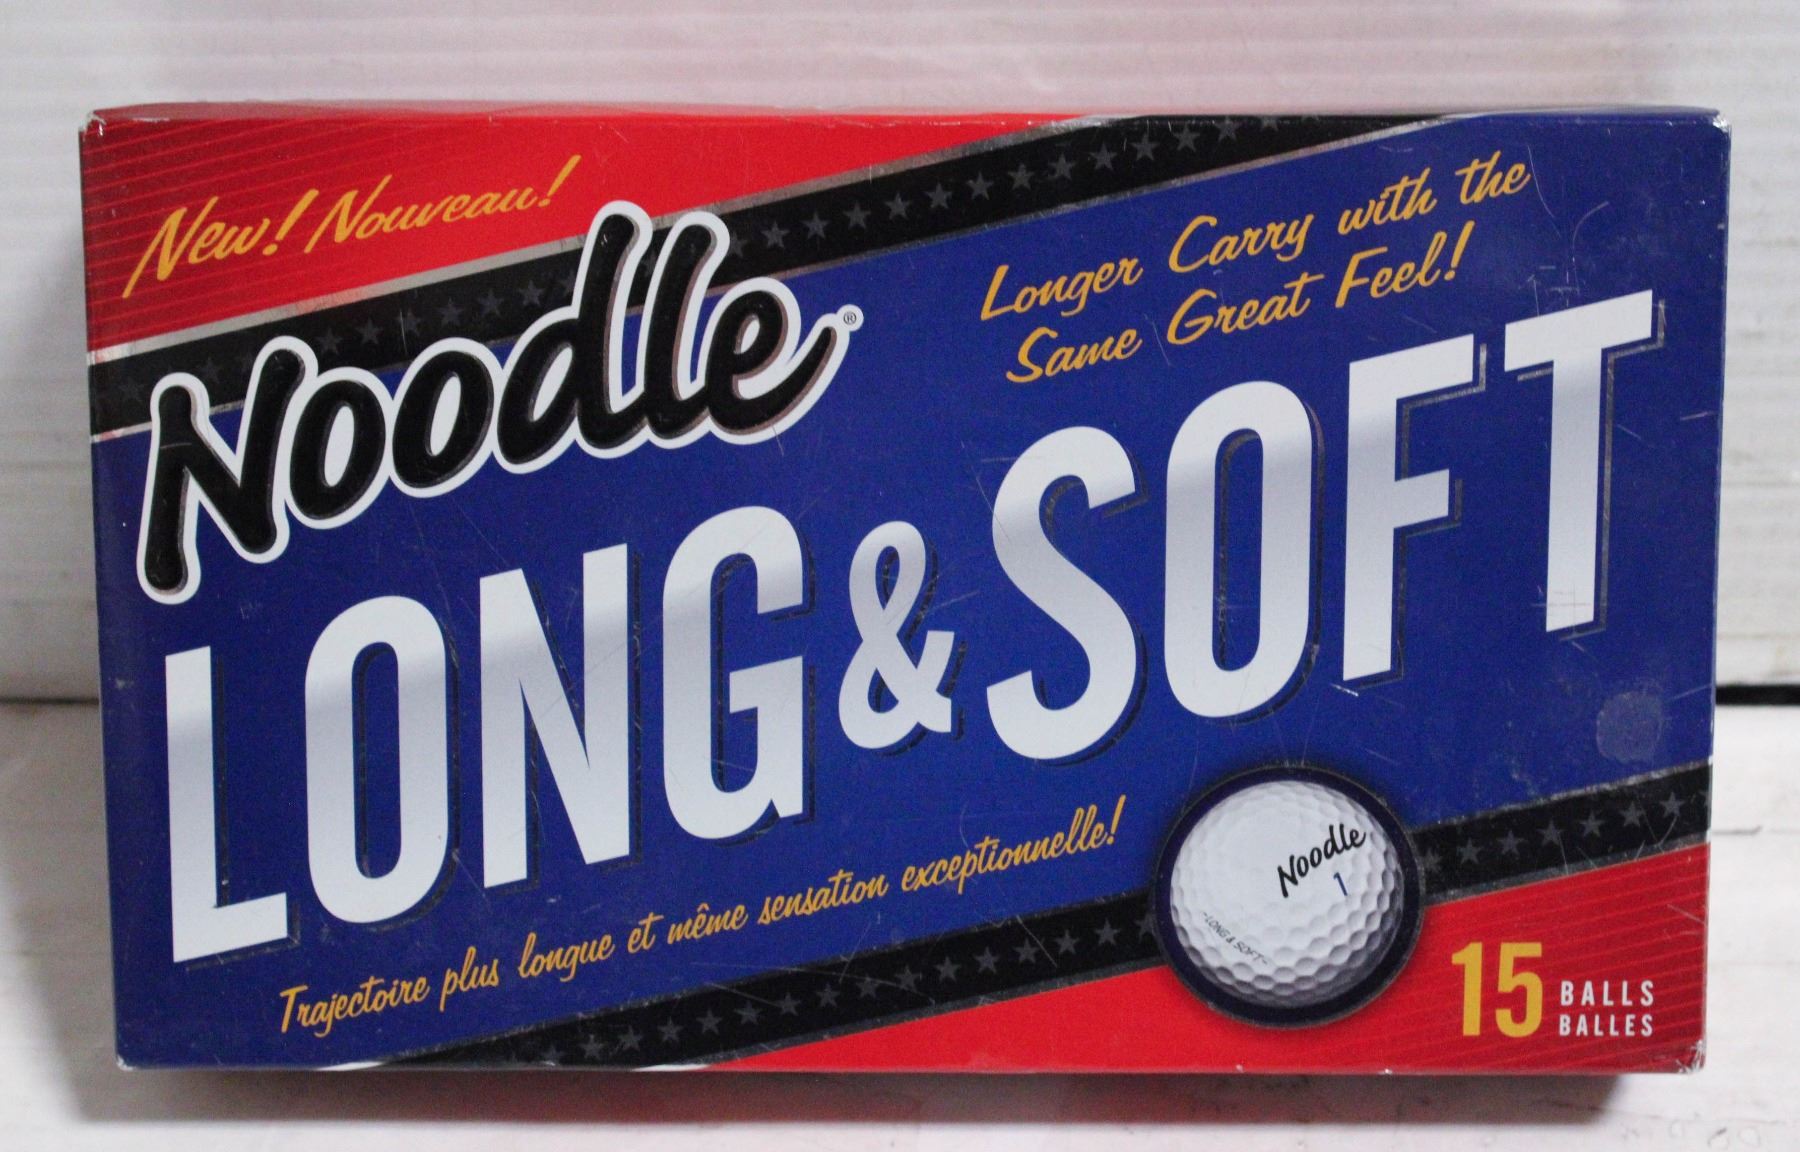 New! Nouveau!
Noodle®
Longer Carry with the
Same Great Feel!
LONG & SOFT
Trajectoire plus longue et même sensation exceptionnelle!
Noodle
1
-LONG & SOFT-
15 BALLS
BALLES